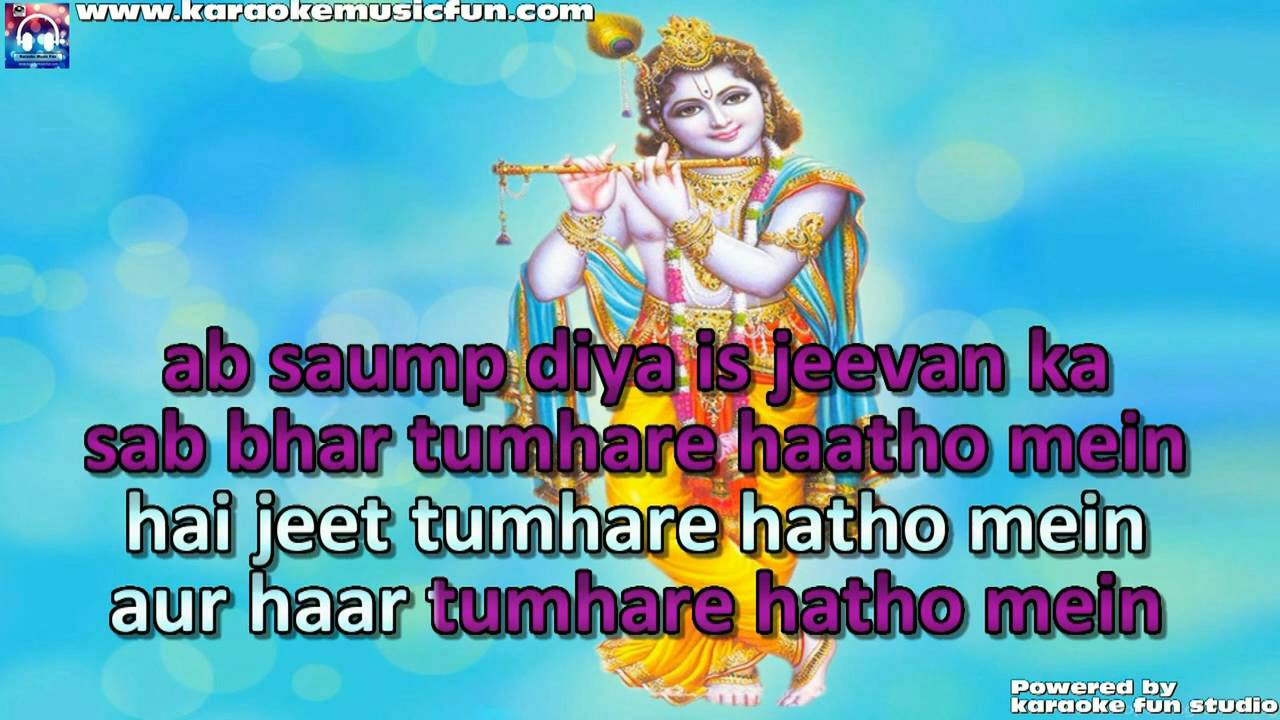 www.karaokemusicfun.com
ab saump diya is jeevan ka
sab bhar tumhare haatho mein
hai jeet tumhare hatho mein
aur haar tumhare hatho mein
Powered by
karaoke fun studio